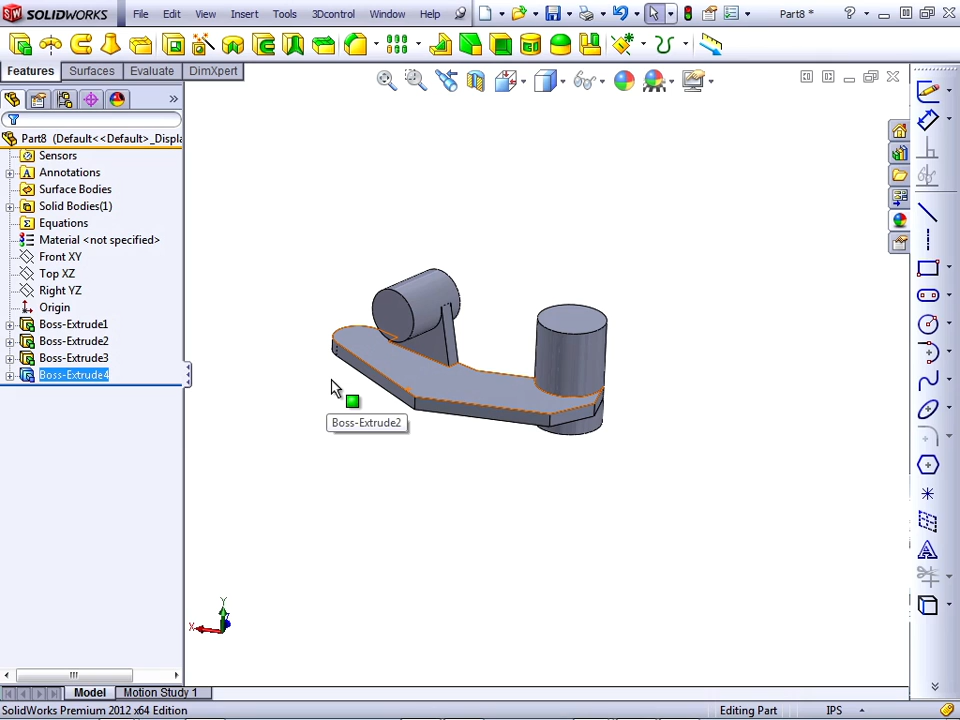 SW SOLIDWORKS File Edit View Insert Tools 3Dcontrol Window Help Part8 *
Features Surfaces Evaluate DimXpert
Part8 (Default<<Default>_Displa
Sensors
Annotations
Surface Bodies
Solid Bodies(1)
Equations
Material <not specified>
Front XY
Top XZ
Right YZ
Origin
Boss-Extrude1
Boss-Extrude2
Boss-Extrude3
Boss-Extrude4
Boss-Extrude2
Y
X
Model Motion Study 1
SolidWorks Premium 2012 x64 Edition Editing Part IPS